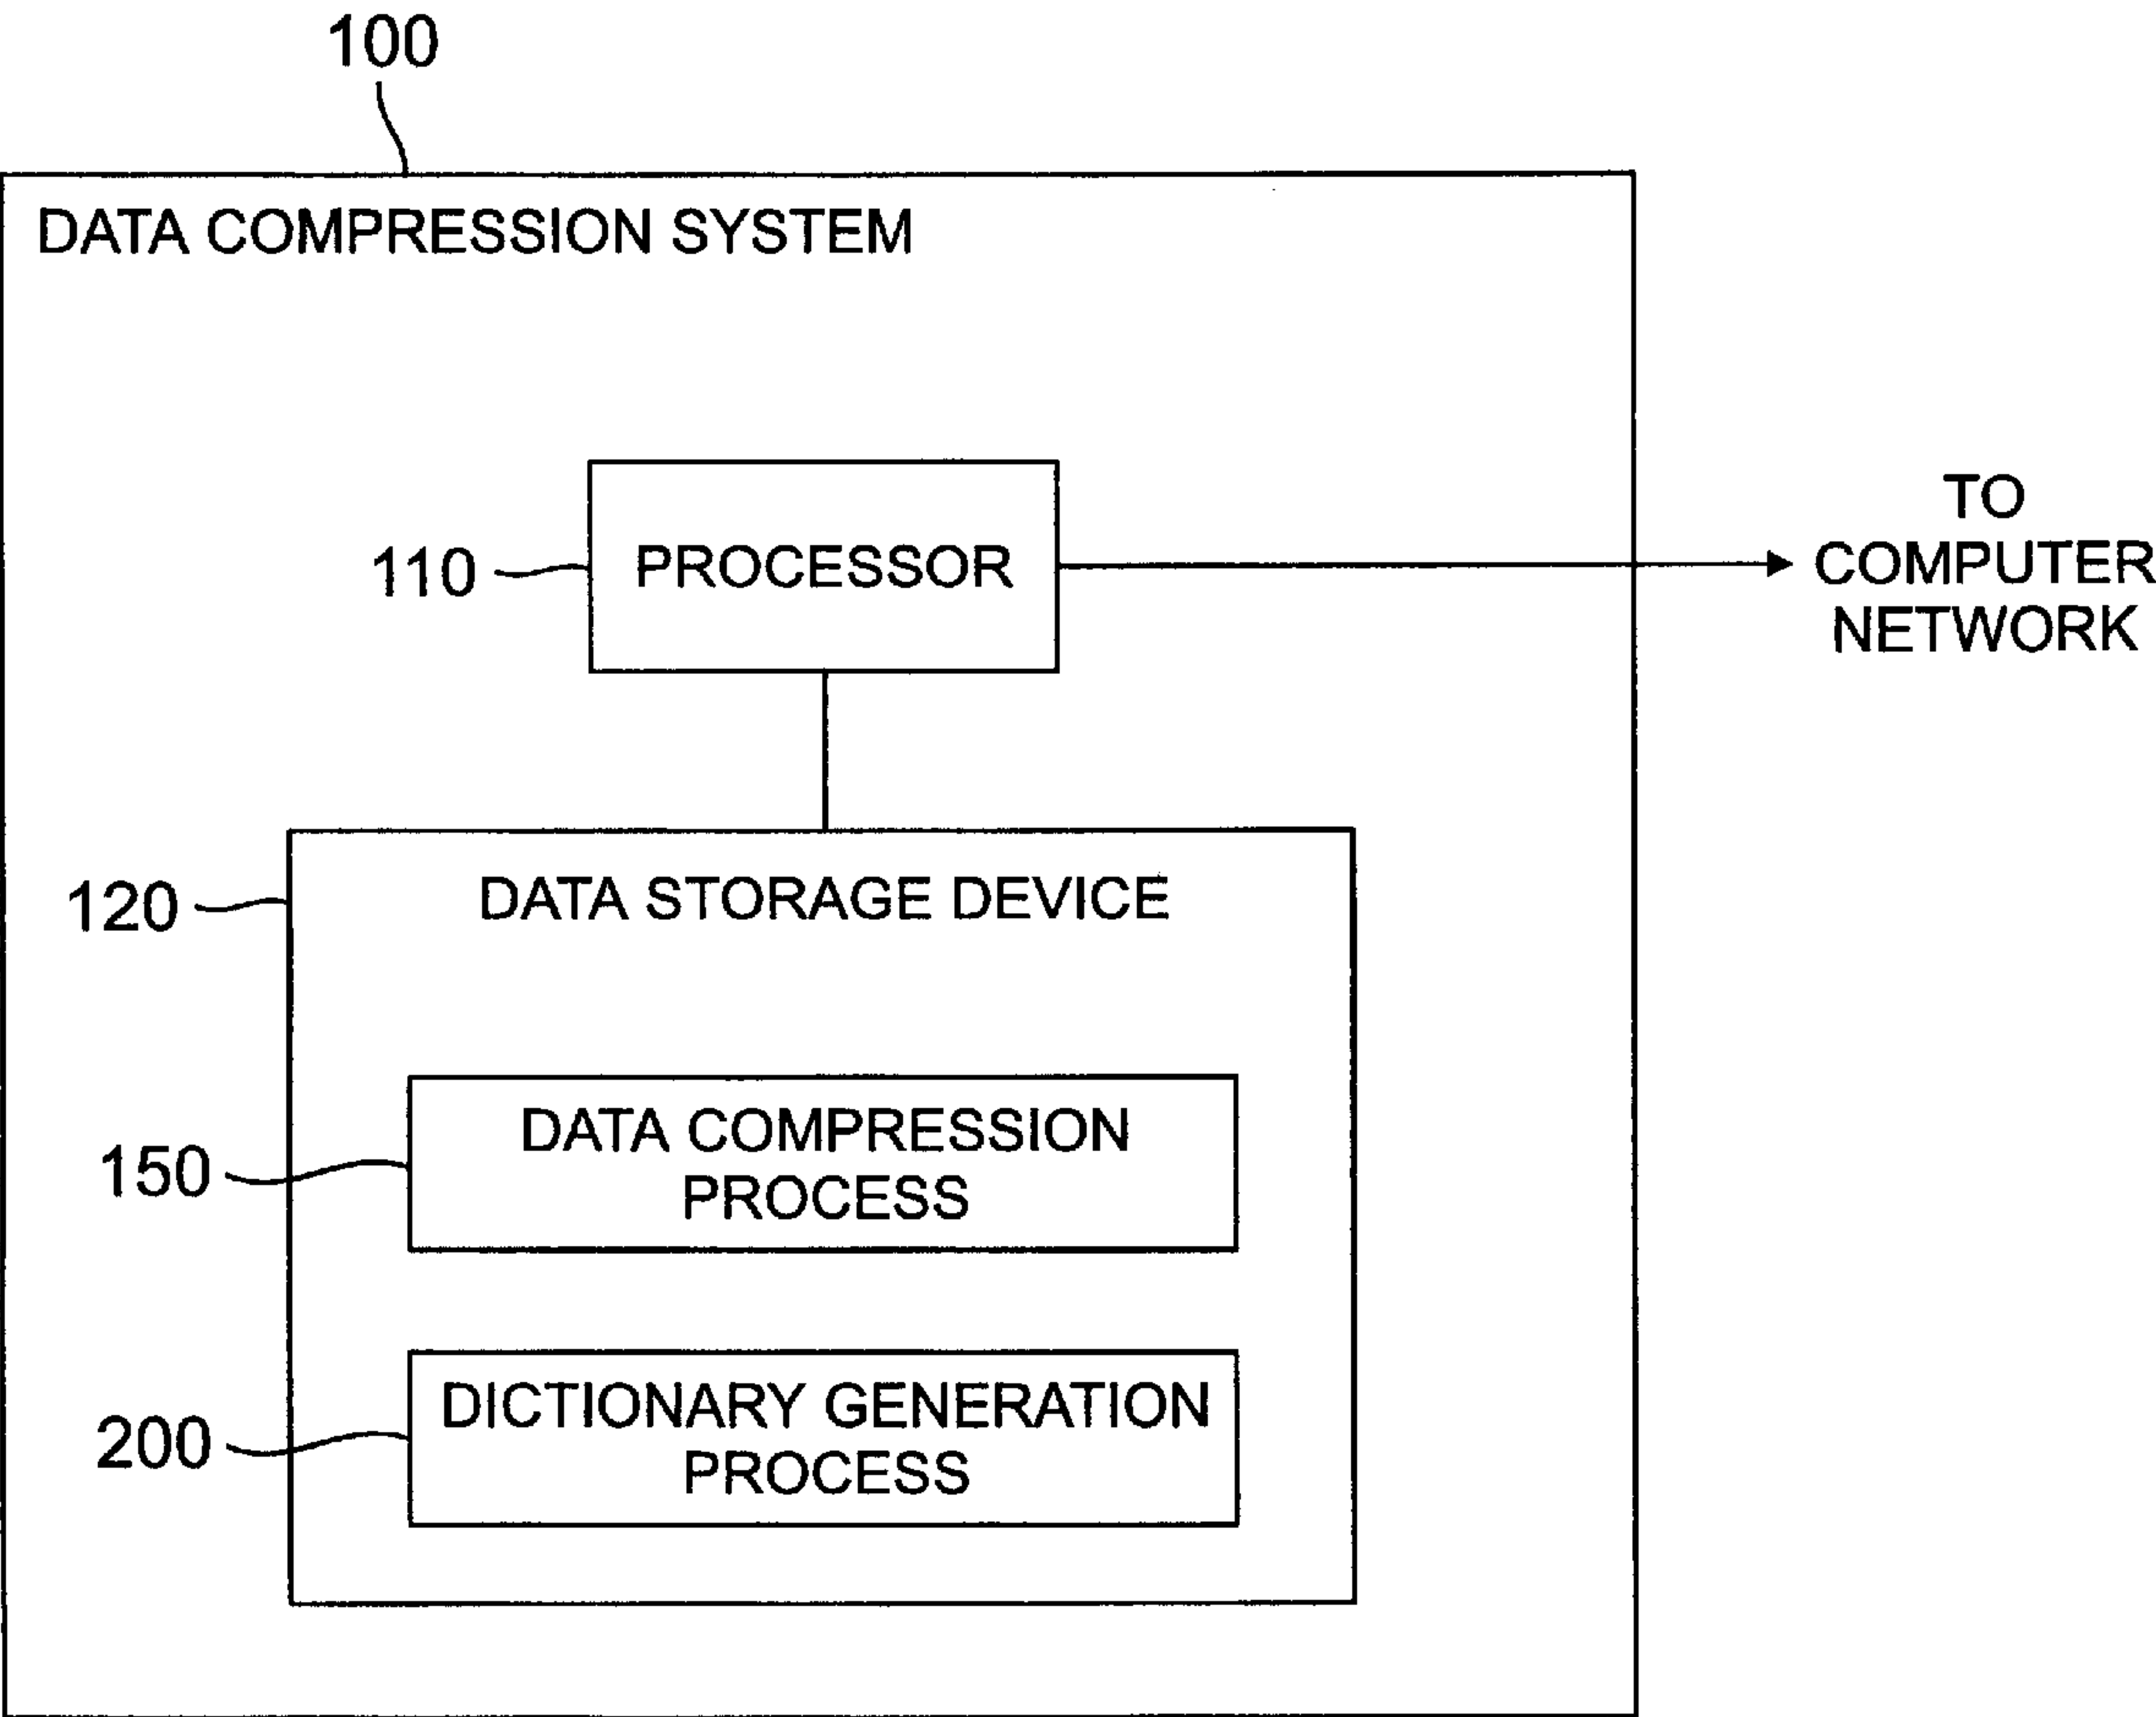 100
DATA COMPRESSION SYSTEM
110
PROCESSOR
TO
COMPUTER
NETWORK
120
DATA STORAGE DEVICE
150
DATA COMPRESSION
PROCESS
200
DICTIONARY GENERATION
PROCESS